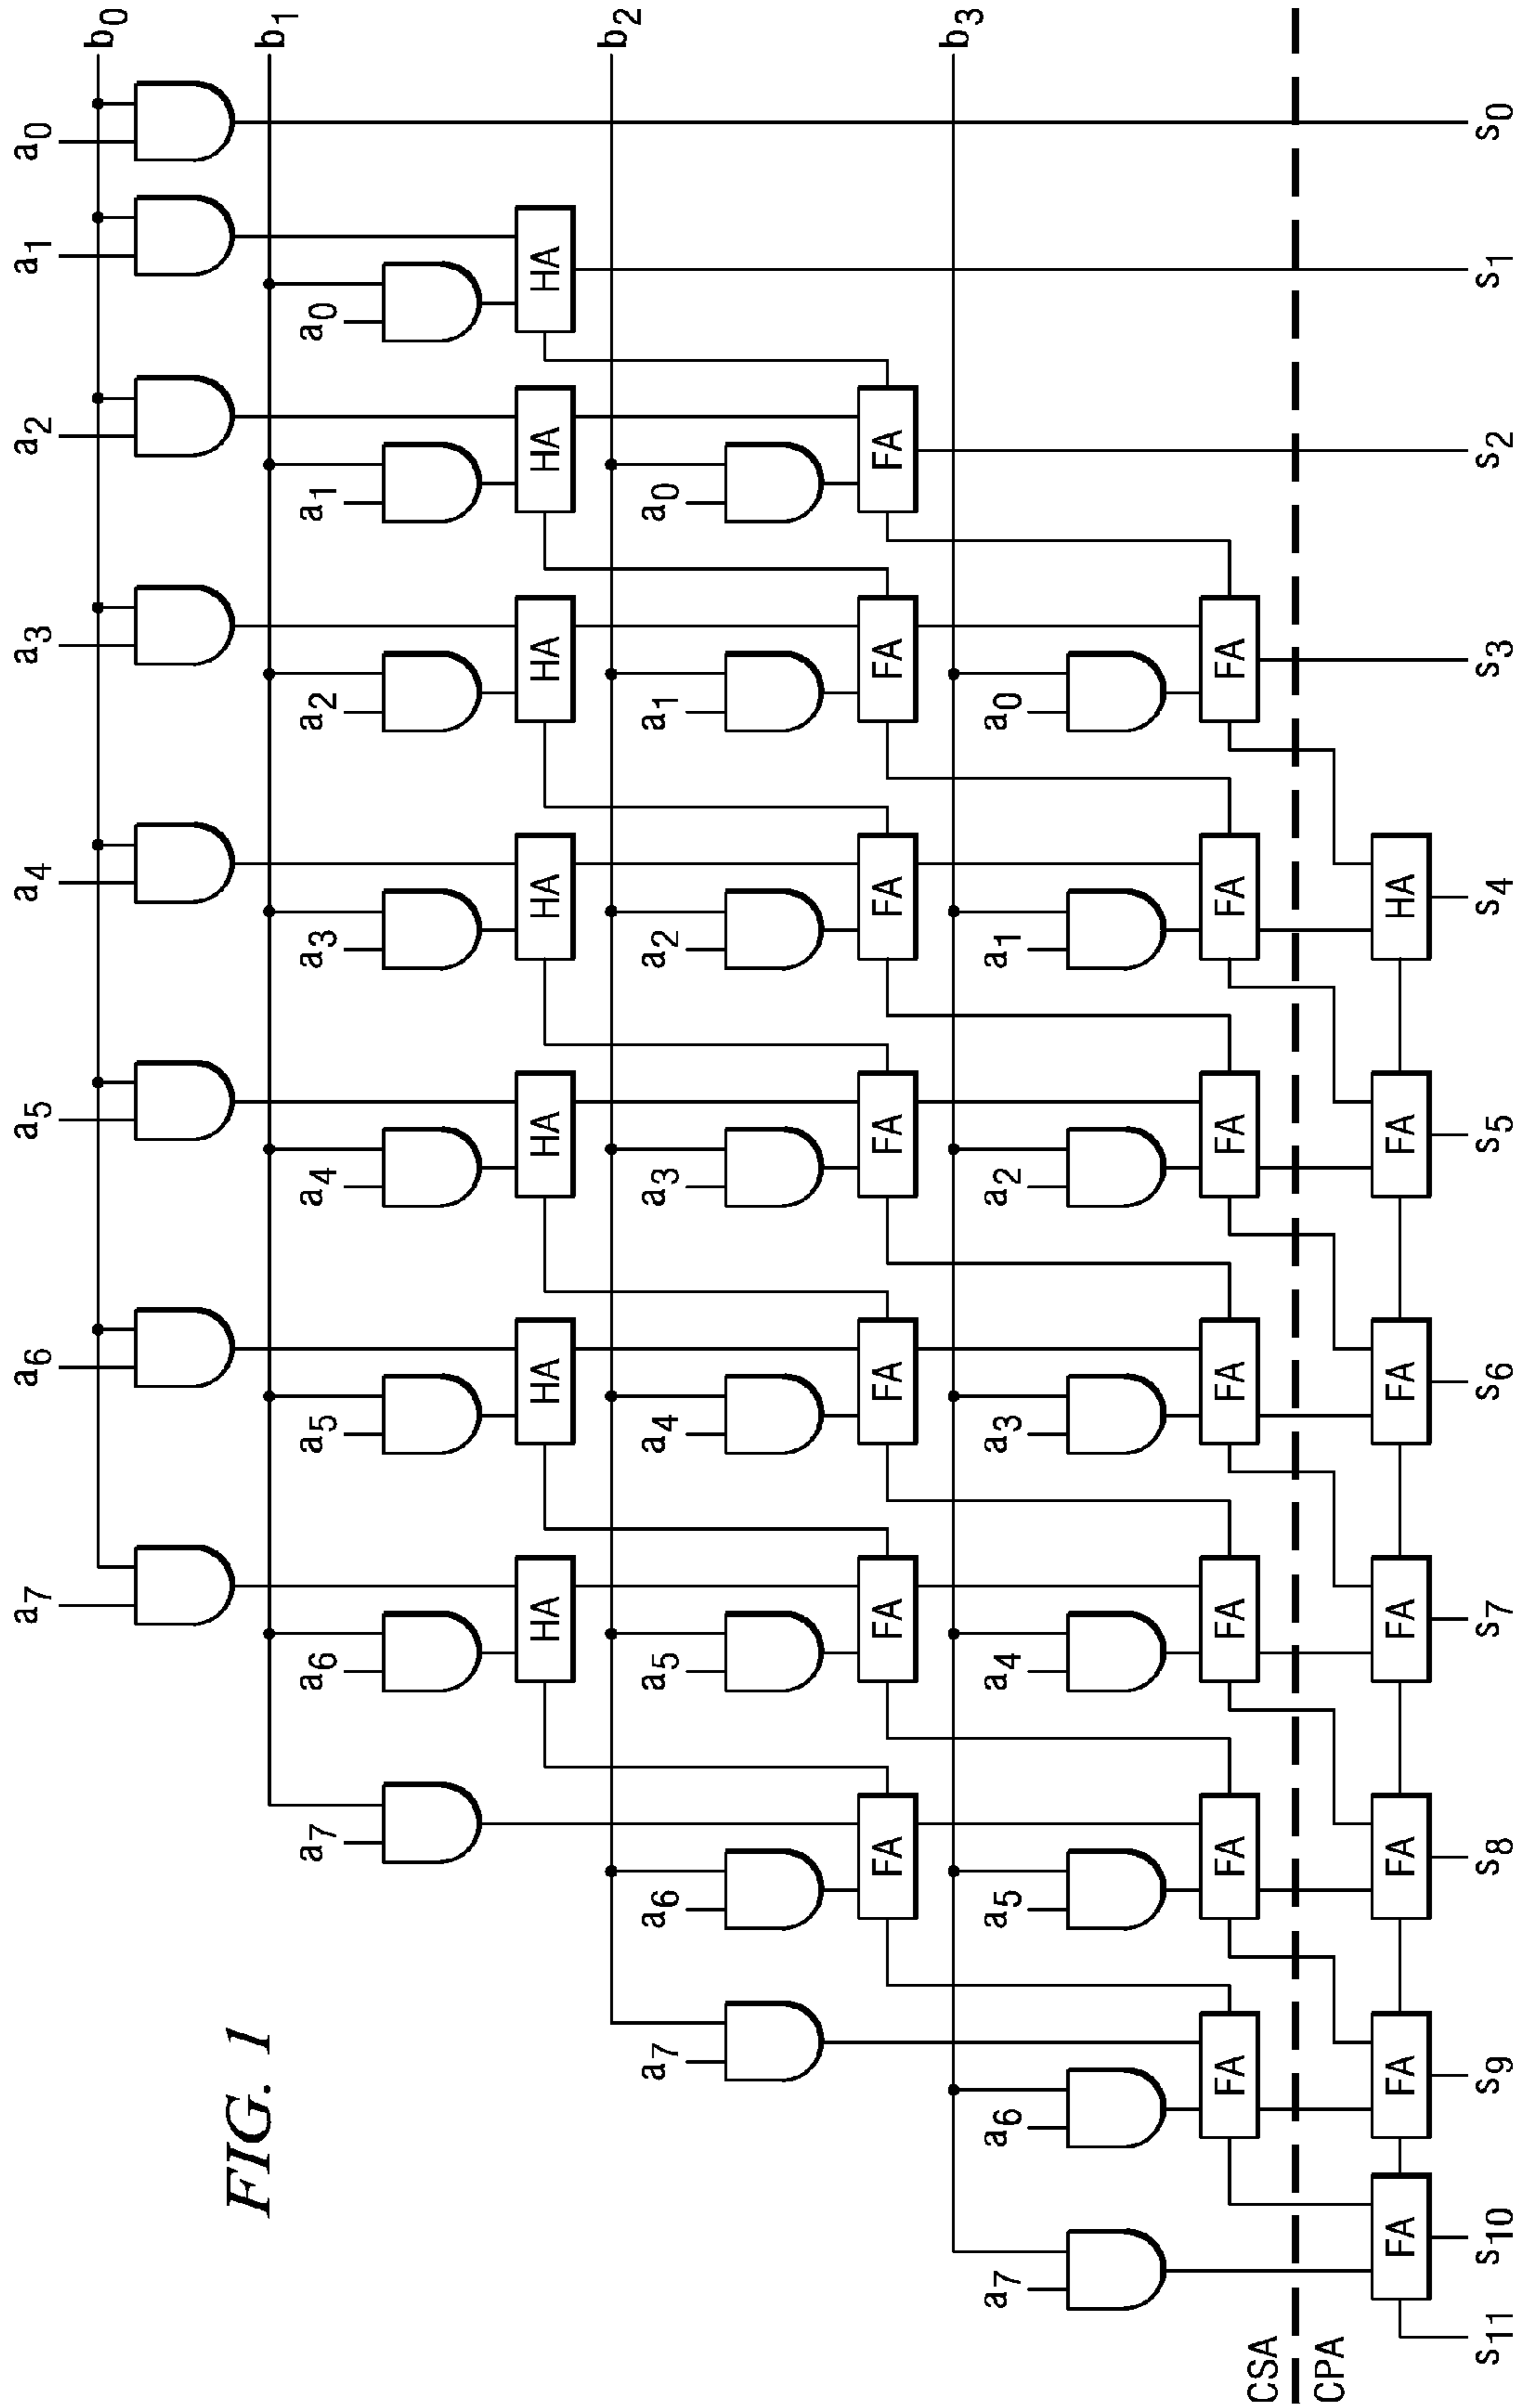 a7 a6 a5 a4 a3 a2 a1 a0
b0
FIG. 1
b1
a7 a6 a5 a4 a3 a2 a1 a0
HA HA HA HA HA HA HA
b2
a7 a6 a5 a4 a3 a2 a1 a0
FA FA FA FA FA FA FA
b3
a7 a6 a5 a4 a3 a2 a1 a0
FA FA FA FA FA FA FA
CSA
CPA
FA FA FA FA FA FA HA
s11 s10 s9 s8 s7 s6 s5 s4 s3 s2 s1 s0